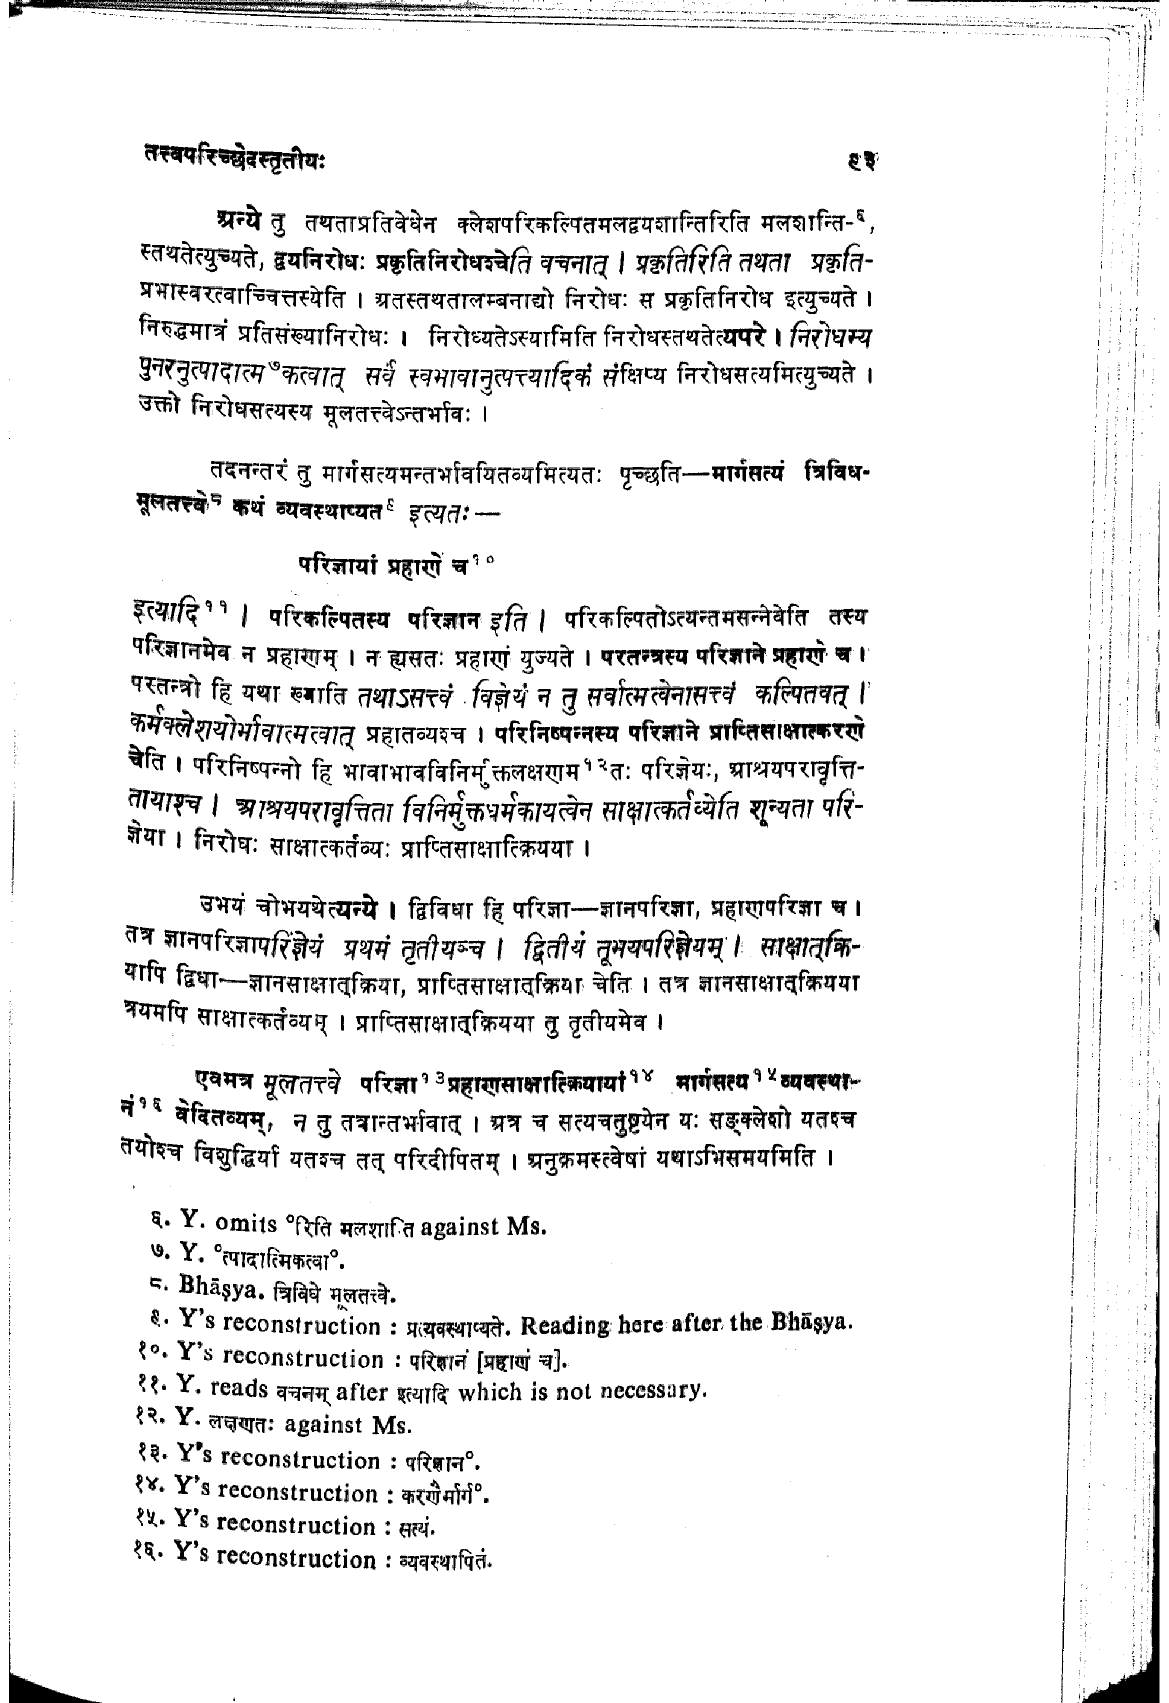 तत्त्वपरिच्छेदस्तृतीयः ९३
अन्ये तु तथताप्रतिवेधेन क्लेशपरिकल्पितमलद्वयशान्तिरिति मलशान्ति-६,
स्तथतेत्युच्यते, द्वयनिरोधः प्रकृतिनिरोधश्चेति वचनात् । प्रकृतिरिति तथता प्रकृति-
प्रभास्वरत्वाच्चित्तस्येति । अतस्तथतालम्बनाद्यो निरोधः स प्रकृतिनिरोध इत्युच्यते ।
निरुद्धमात्रं प्रतिसंख्यानिरोधः । निरोध्यतेऽस्यामिति निरोधस्तथतेत्यपरे । निरोधस्य
पुनरनुत्पादात्म७कत्वात् सर्वं स्वभावानुत्पत्त्यादिकं संक्षिप्य निरोधसत्यमित्युच्यते ।
उक्तो निरोधसत्यस्य मूलतत्त्वेऽन्तर्भावः ।
तदनन्तरं तु मार्गसत्यमन्तर्भावयितव्यमित्यतः पृच्छति—मार्गसत्यं त्रिविध-
मूलतत्त्वे८ कथं व्यवस्थाप्यत९ इत्यतः—
परिज्ञायां प्रहाणे च१०
इत्यादि११ । परिकल्पितस्य परिज्ञान इति । परिकल्पितोऽत्यन्तमसन्नेवेति तस्य
परिज्ञानमेव न प्रहाणम् । न ह्यसतः प्रहाणं युज्यते । परतन्त्रस्य परिज्ञाने प्रहाणे च ।
परतन्त्रो हि यथा ख्याति तथाऽसत्त्वं विज्ञेयं न तु सर्वात्मत्वेनासत्त्वं कल्पितवत् ।
कर्मक्लेशयोर्भावात्मत्वात् प्रहातव्यश्च । परिनिष्पन्नस्य परिज्ञाने प्राप्तिसाक्षात्करणे
चेति । परिनिष्पन्नो हि भावाभावविनिर्मुक्तलक्षणम१२तः परिज्ञेयः, आश्रयपरावृत्ति-
तायाश्च । आश्रयपरावृत्तिता विनिर्मुक्तधर्मकायत्वेन साक्षात्कर्तव्येति शून्यता परि-
ज्ञेया । निरोधः साक्षात्कर्तव्यः प्राप्तिसाक्षात्क्रियया ।
उभयं चोभयथेत्यन्ये । द्विविधा हि परिज्ञा—ज्ञानपरिज्ञा, प्रहाणपरिज्ञा च ।
तत्र ज्ञानपरिज्ञापरिज्ञेयं प्रथमं तृतीयञ्च । द्वितीयं तूभयपरिज्ञेयम् । साक्षात्क्रि-
यापि द्विधा—ज्ञानसाक्षात्क्रिया, प्राप्तिसाक्षात्क्रिया चेति । तत्र ज्ञानसाक्षात्क्रियया
त्रयमपि साक्षात्कर्तव्यम् । प्राप्तिसाक्षात्क्रियया तु तृतीयमेव ।
एवमत्र मूलतत्त्वे परिज्ञा१३प्रहाणसाक्षात्क्रियायां१४ मार्गसत्य१५व्यवस्था-
नं१६ वेदितव्यम्, न तु तत्रान्तर्भावात् । अत्र च सत्यचतुष्टयेन यः सङ्क्लेशो यतश्च
तयोश्च विशुद्धिर्या यतश्च तत् परिदीपितम् । अनुक्रमस्त्वेषां यथाऽभिसमयमिति ।
६. Y. omits °रिति मलशान्ति against Ms.
७. Y. °त्पादात्मिकत्वा°.
८. Bhāṣya. त्रिविधे मूलतत्त्वे.
९. Y's reconstruction : प्रत्यवस्थाप्यते. Reading here after the Bhāṣya.
१०. Y's reconstruction : परिज्ञानं [प्रहाणं च].
११. Y. reads वचनम् after इत्यादि which is not necessary.
१२. Y. लक्षणतः against Ms.
१३. Y's reconstruction : परिज्ञान°.
१४. Y's reconstruction : करणैर्मार्ग°.
१५. Y's reconstruction : सत्यं.
१६. Y's reconstruction : व्यवस्थापितं.